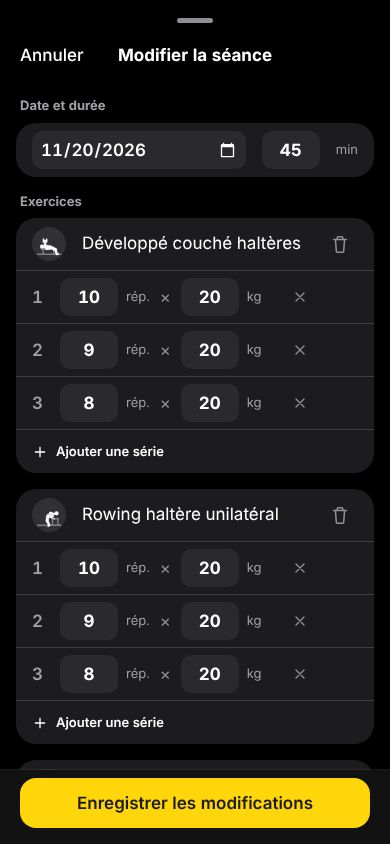 Annuler Modifier la séance
Date et durée
11/20/2026 45 min
Exercices
Développé couché haltères
1 10 rép. × 20 kg ×
2 9 rép. × 20 kg ×
3 8 rép. × 20 kg ×
+ Ajouter une série
Rowing haltère unilatéral
1 10 rép. × 20 kg ×
2 9 rép. × 20 kg ×
3 8 rép. × 20 kg ×
+ Ajouter une série
Enregistrer les modifications